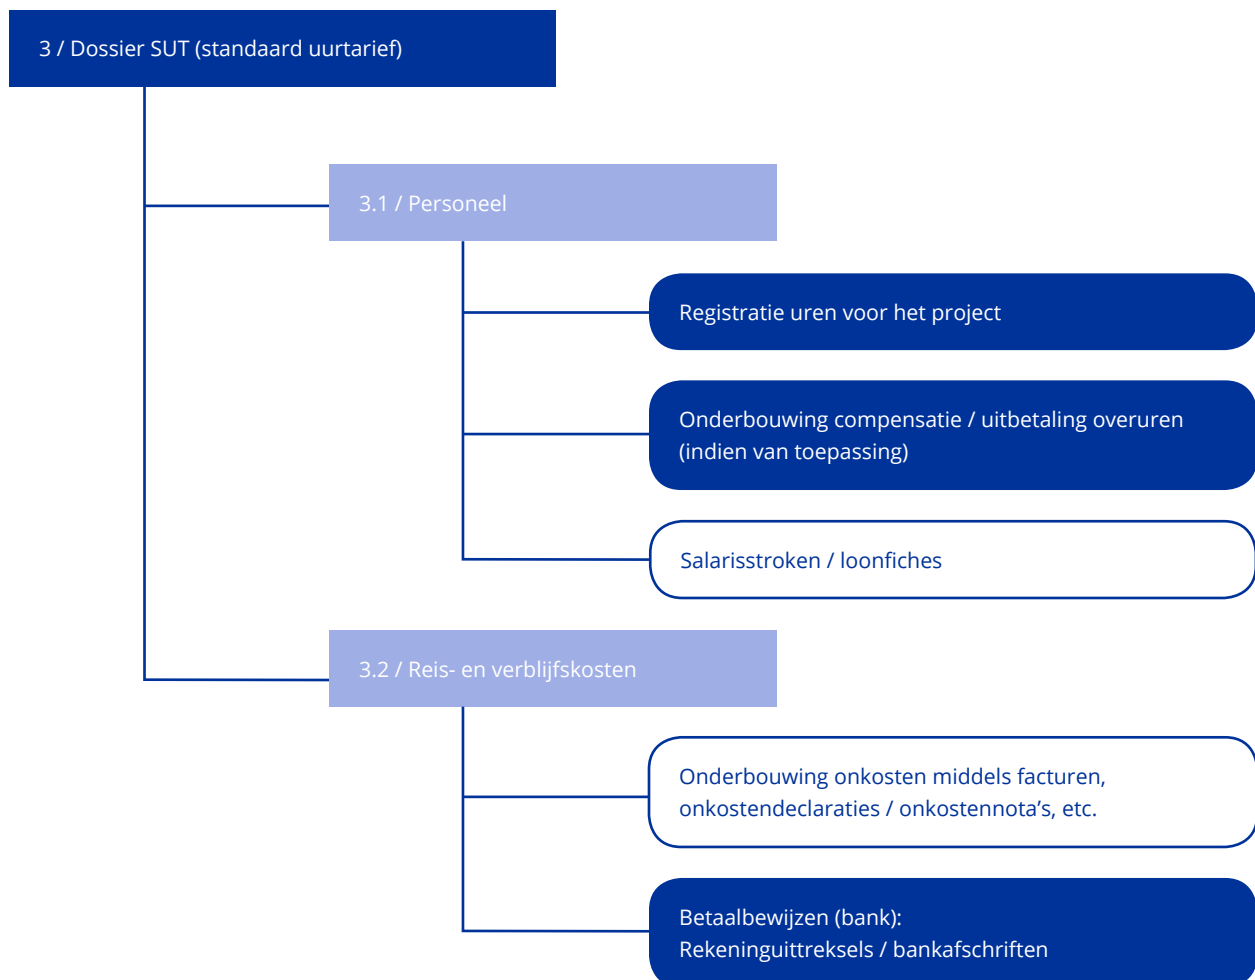 3 / Dossier SUT (standaard uurtarief)
3.1 / Personeel
Registratie uren voor het project
Onderbouwing compensatie / uitbetaling overuren
(indien van toepassing)
Salarisstroken / loonfiches
3.2 / Reis- en verblijfskosten
Onderbouwing onkosten middels facturen,
onkostendeclaraties / onkostennota’s, etc.
Betaalbewijzen (bank):
Rekeninguittreksels / bankafschriften